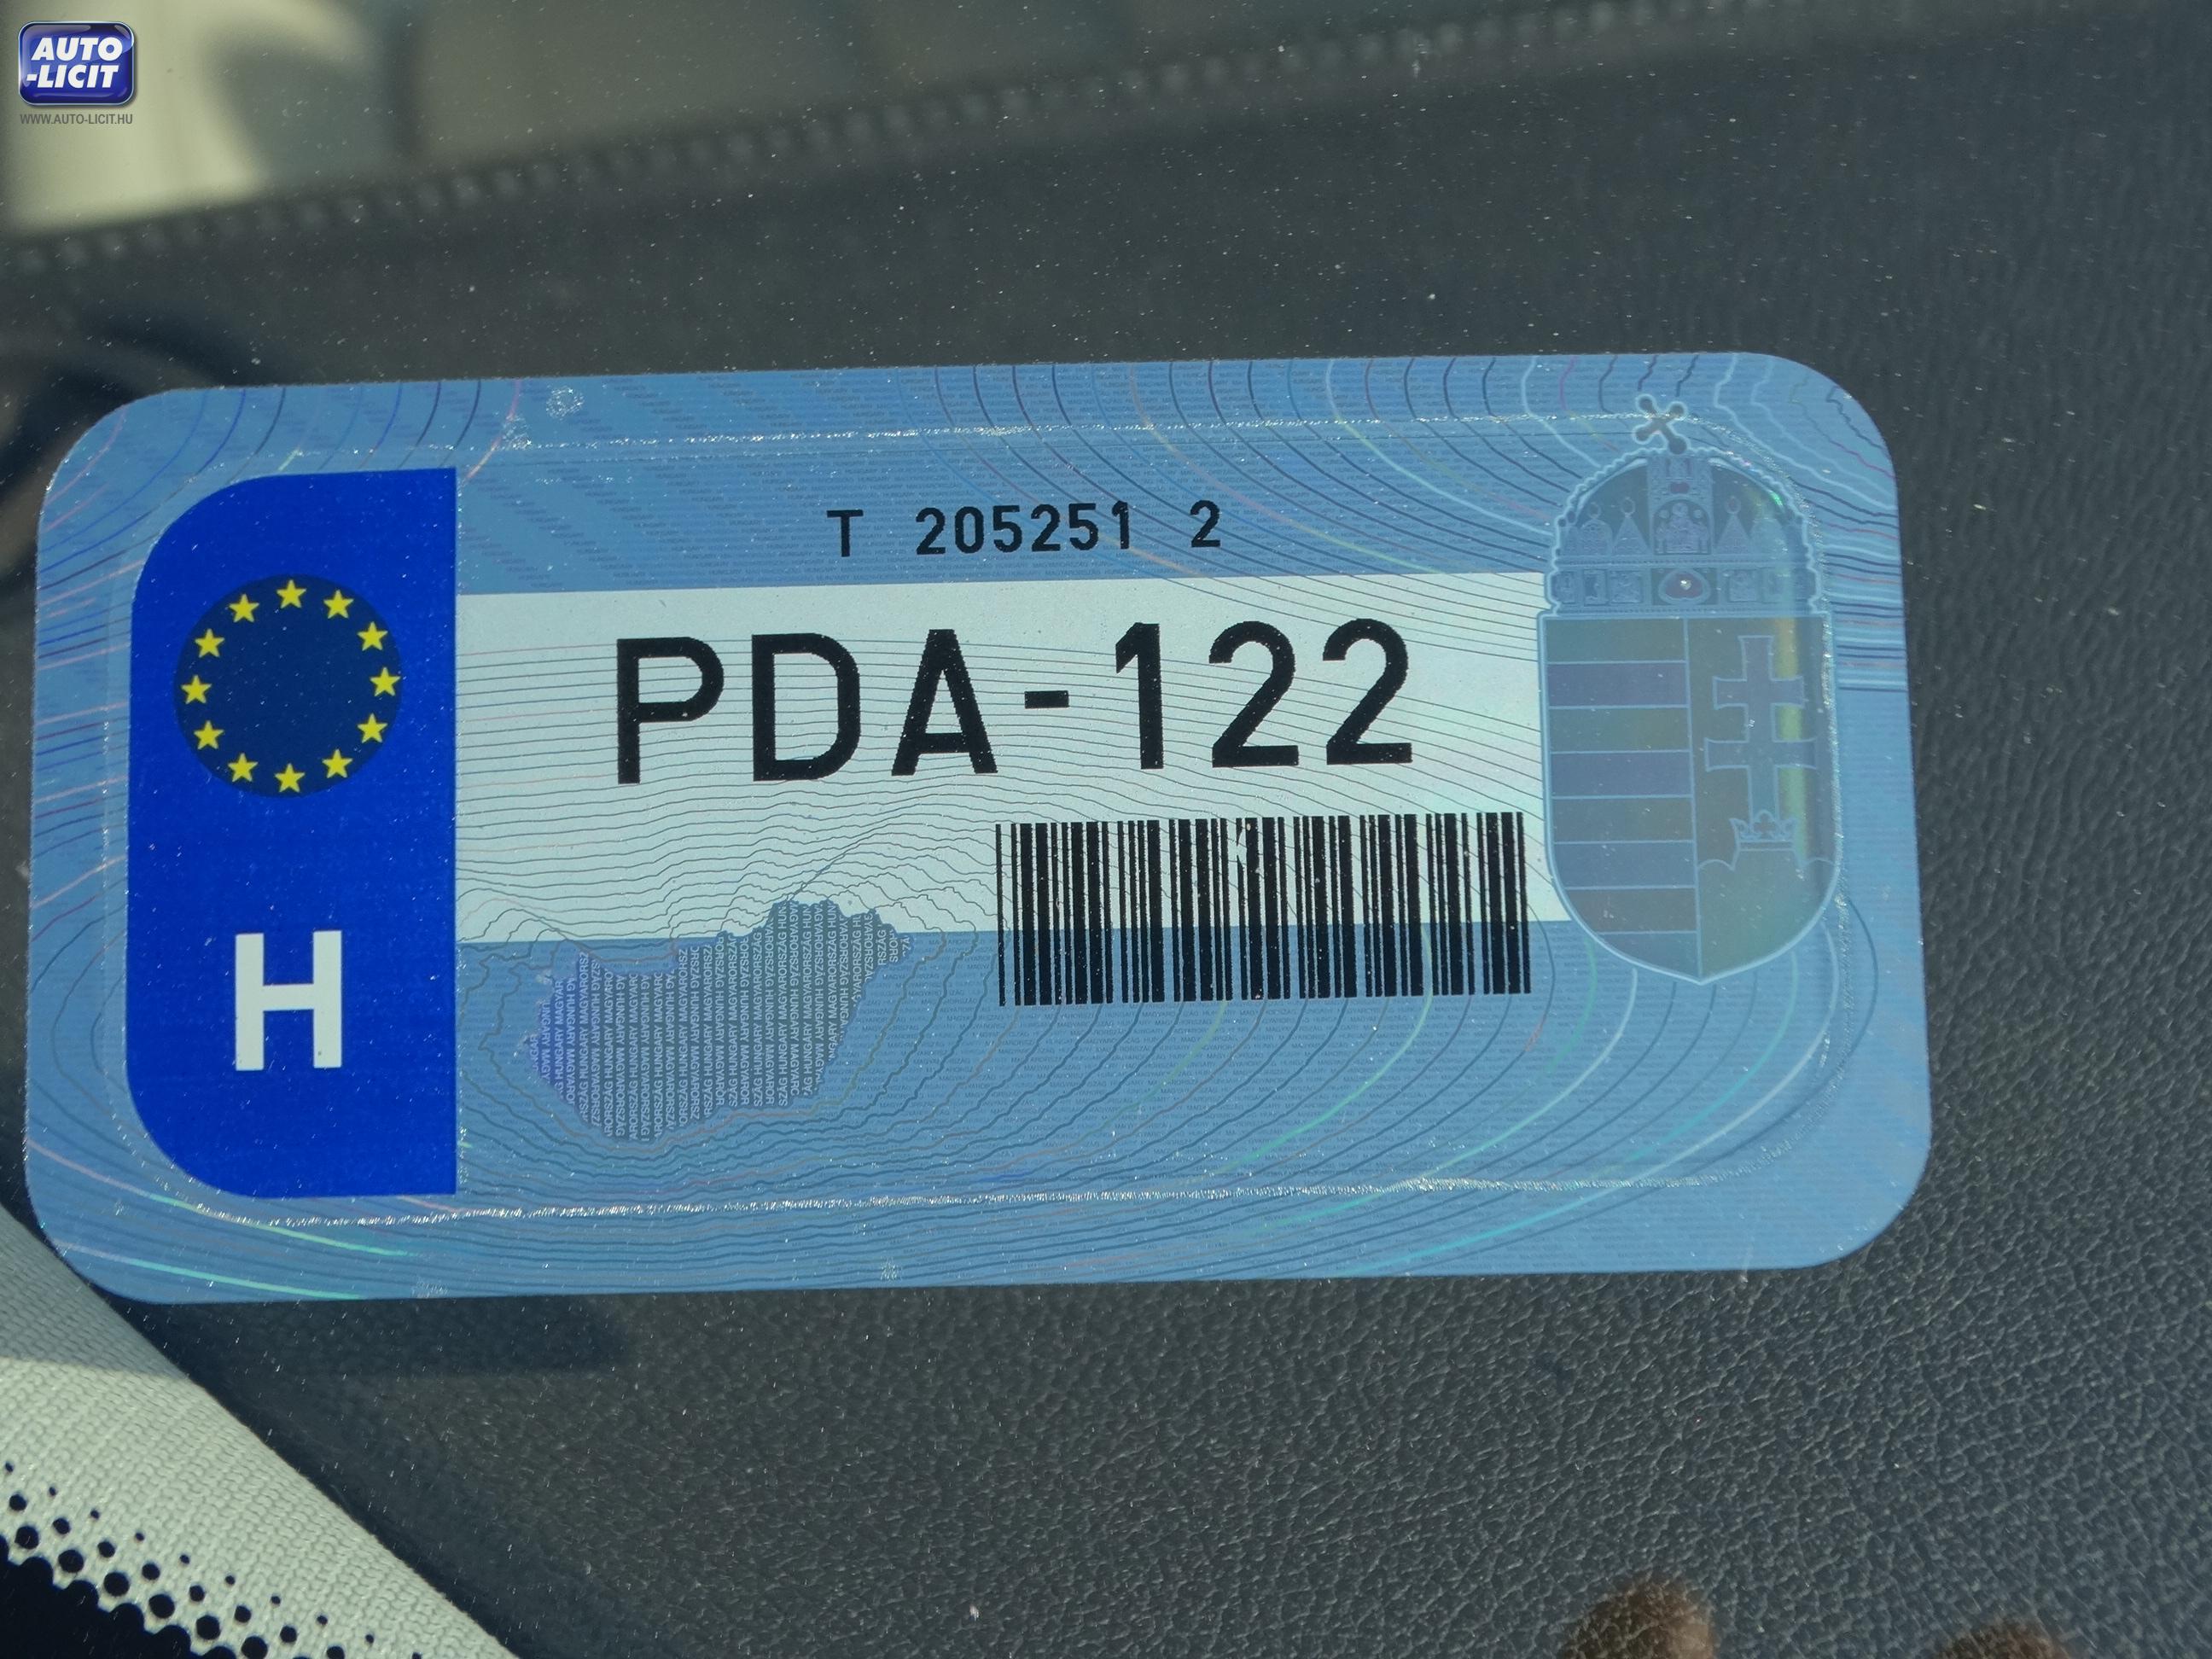 AUTO
-LICIT
WWW.AUTO-LICIT.HU
T 205251 2
PDA-122
H